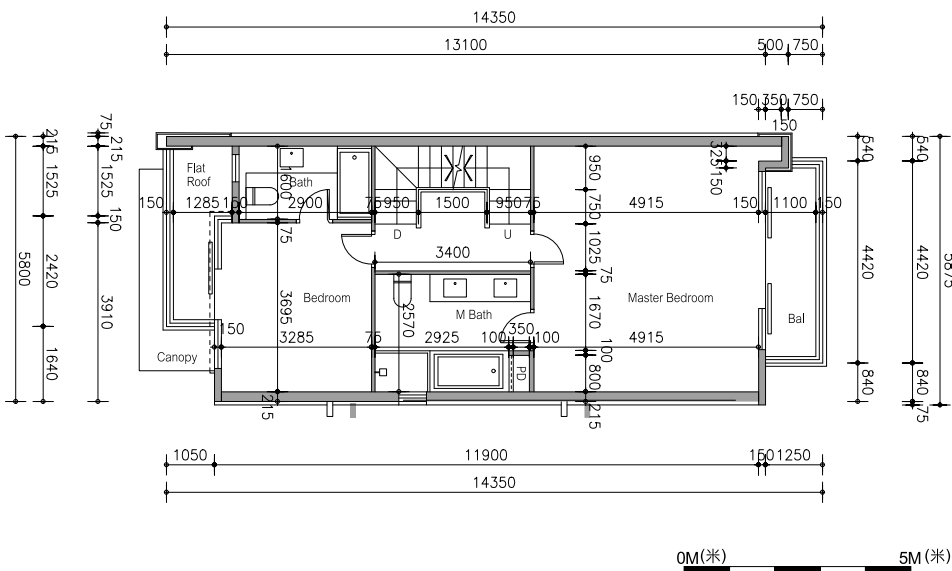 14350
13100 500 750
150 350 750
150
75
215
215
1525
1525
150
2420
5800
3910
1640
Flat
Roof
1600
Bath
325
150
950
540
540
150 1285 150 2900 75 950 1500 950 75 4915 150 1100 150
750
75
D
U
1025
3400
75
4420
4420
5875
Bedroom
3695
2570
M Bath
1670
Master Bedroom
Bal
150
3285 75 2925 100 350 100 4915
100
Canopy
PD
800
840
840
215
215
75
1050 11900 150 1250
14350
0M(米) 5M(米)